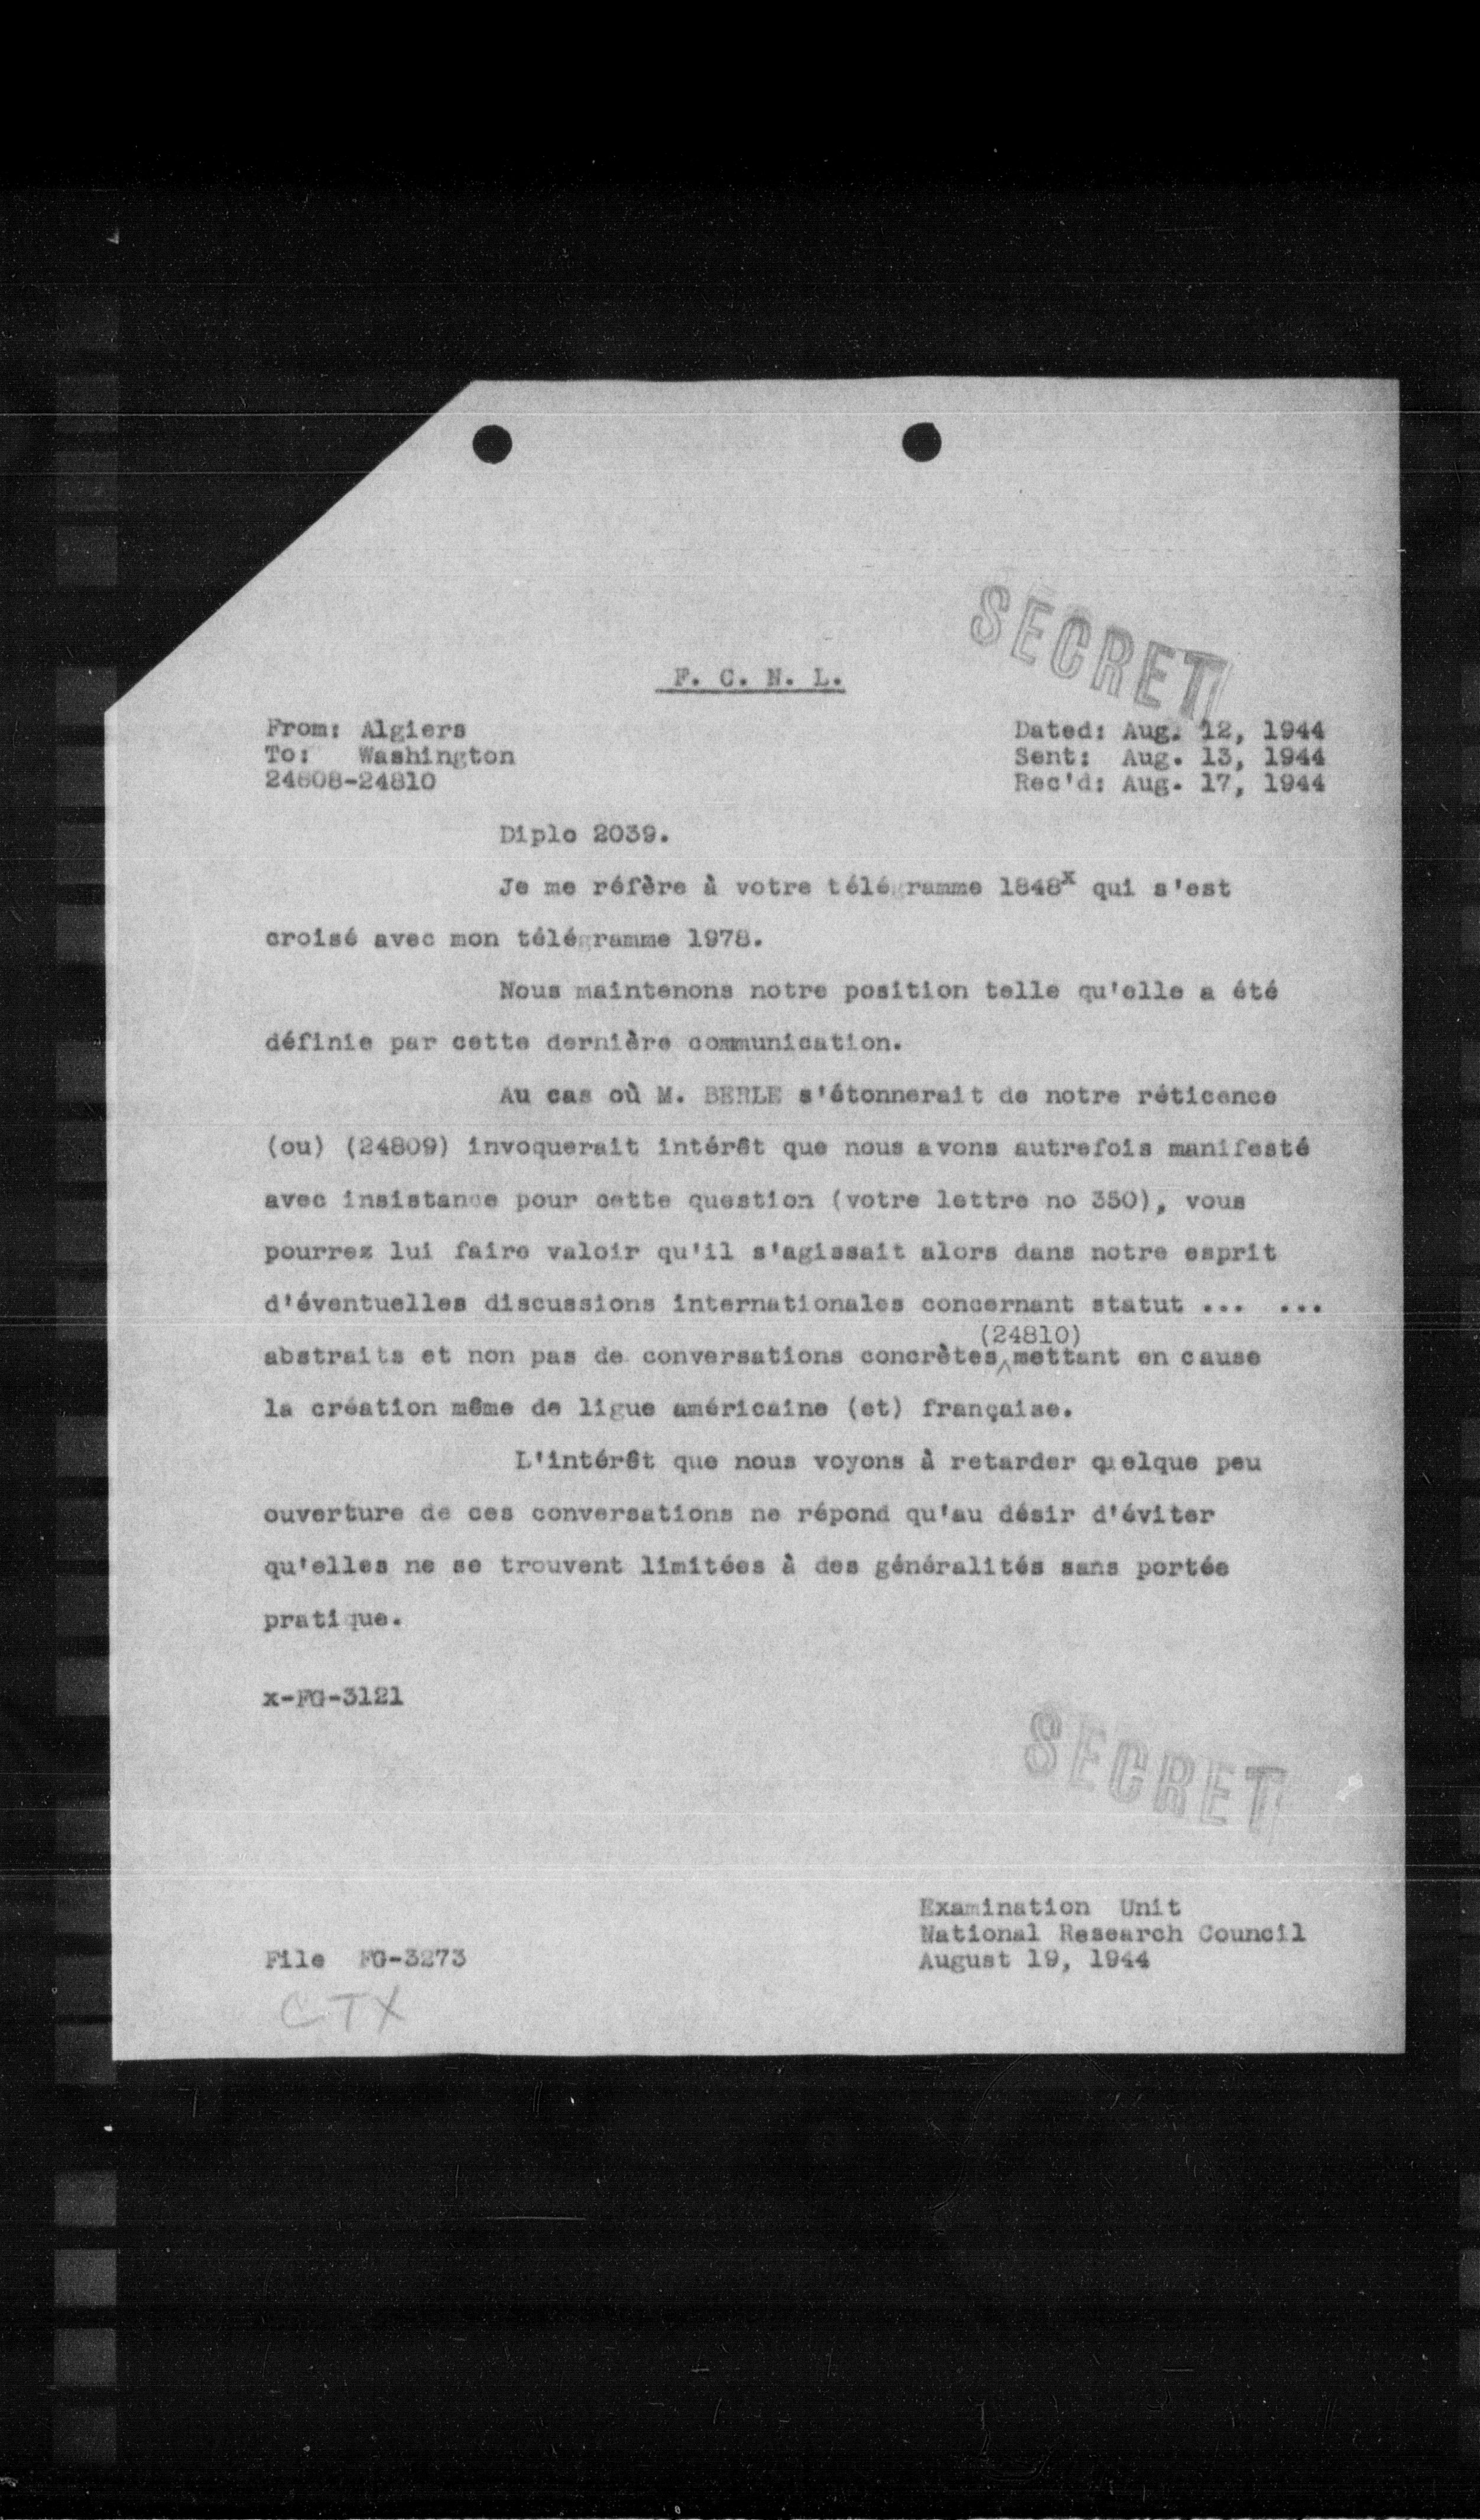 SECRET
F. C. N. L.
From: Algiers
To: Washington
24808-24810
Dated: Aug. 12, 1944
Sent: Aug. 13, 1944
Rec'd: Aug. 17, 1944
Diplo 2039.
Je me réfère à votre télégramme 1848x qui s'est
croisé avec mon télégramme 1978.
Nous maintenons notre position telle qu'elle a été
définie par cette dernière communication.
Au cas où M. BERLE s'étonnerait de notre réticence
(ou) (24809) invoquerait intérêt que nous avons autrefois manifesté
avec insistance pour cette question (votre lettre no 350), vous
pourrez lui faire valoir qu'il s'agissait alors dans notre esprit
d'éventuelles discussions internationales concernant statut ... ...
(24810)
abstraits et non pas de conversations concrètes mettant en cause
la création même de ligue américaine (et) française.
L'intérêt que nous voyons à retarder quelque peu
ouverture de ces conversations ne répond qu'au désir d'éviter
qu'elles ne se trouvent limitées à des généralités sans portée
pratique.
x-FG-3121
SECRET
Examination Unit
National Research Council
August 19, 1944
File FG-3273
CTX